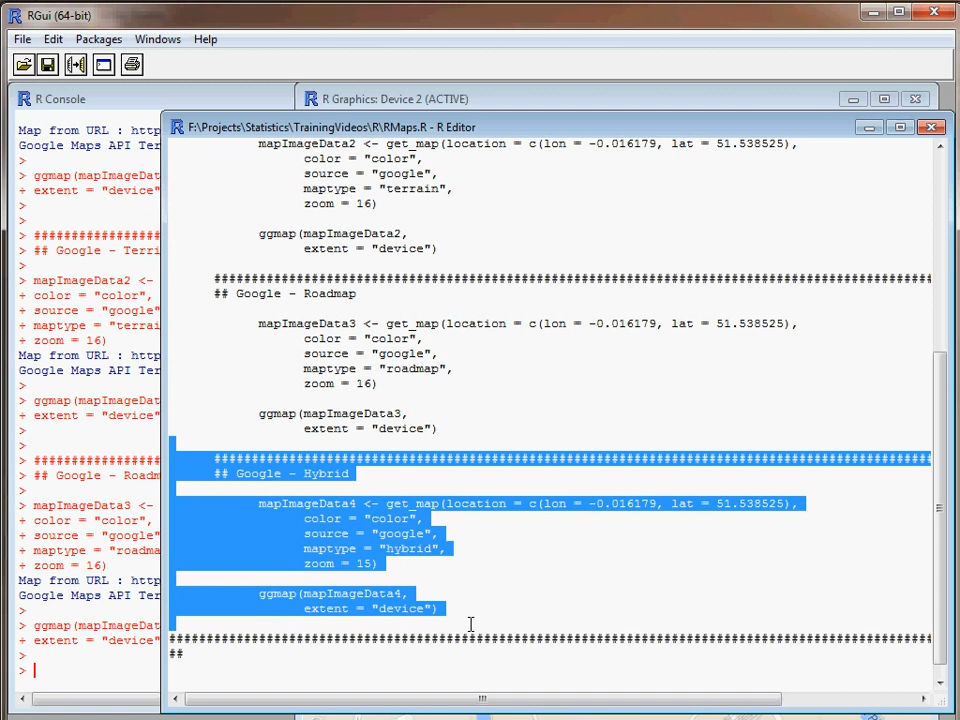 RGui (64-bit)
File Edit Packages Windows Help
R Console
R Graphics: Device 2 (ACTIVE)
Map from URL : http
Google Maps API Ter
>
> ggmap(mapImageDat
+ extent = "device"
>
>
> #################
> ## Google - Terri
>
> mapImageData2 <-
+ color = "color",
+ source = "google"
+ maptype = "terrai
+ zoom = 16)
Map from URL : http
Google Maps API Ter
>
> ggmap(mapImageDat
+ extent = "device"
>
>
> #################
> ## Google - Roadm
>
> mapImageData3 <-
+ color = "color",
+ source = "google"
+ maptype = "roadma
+ zoom = 16)
Map from URL : http
Google Maps API Ter
>
> ggmap(mapImageDat
+ extent = "device"
>
>
F:\Projects\Statistics\TrainingVideos\R\RMaps.R - R Editor
mapImageData2 <- get_map(location = c(lon = -0.016179, lat = 51.538525),
color = "color",
source = "google",
maptype = "terrain",
zoom = 16)
ggmap(mapImageData2,
extent = "device")
################################################################################################
## Google - Roadmap
mapImageData3 <- get_map(location = c(lon = -0.016179, lat = 51.538525),
color = "color",
source = "google",
maptype = "roadmap",
zoom = 16)
ggmap(mapImageData3,
extent = "device")
################################################################################################
## Google - Hybrid
mapImageData4 <- get_map(location = c(lon = -0.016179, lat = 51.538525),
color = "color",
source = "google",
maptype = "hybrid",
zoom = 15)
ggmap(mapImageData4,
extent = "device")
######################################################################################################
##